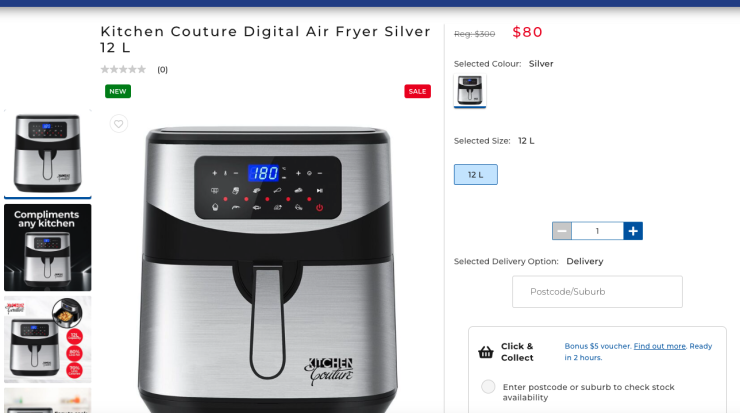 Kitchen Couture Digital Air Fryer Silver
12 L
(0)
NEW
SALE
180
KITCHEN
Couture
Compliments
any kitchen
Reg: $300
$80
Selected Colour: Silver
Selected Size: 12 L
12 L
1
Selected Delivery Option: Delivery
Postcode/Suburb
Click &
Collect
Bonus $5 voucher. Find out more. Ready
in 2 hours.
Enter postcode or suburb to check stock
availability